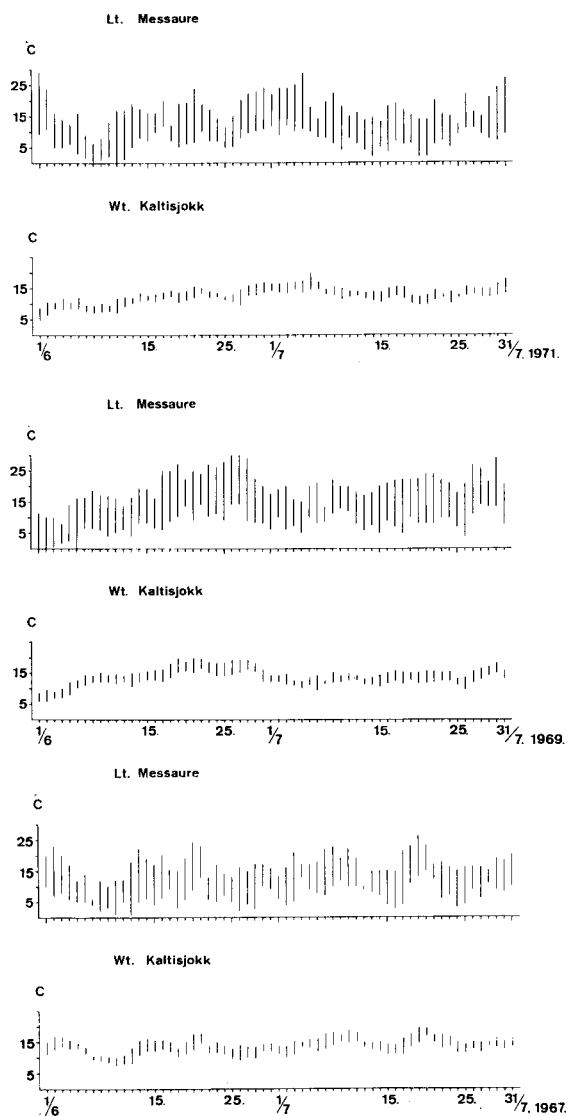 Lt. Messaure
C
25
15
5
Wt. Kaltisjokk
C
15
5
1/6 15. 25. 1/7 15. 25. 31/7. 1971.
Lt. Messaure
C
25
15
5
Wt. Kaltisjokk
C
15
5
1/6 15. 25. 1/7 15. 25. 31/7. 1969.
Lt. Messaure
C
25
15
5
Wt. Kaltisjokk
C
15
5
1/6 15. 25. 1/7 15. 25. 31/7. 1967.